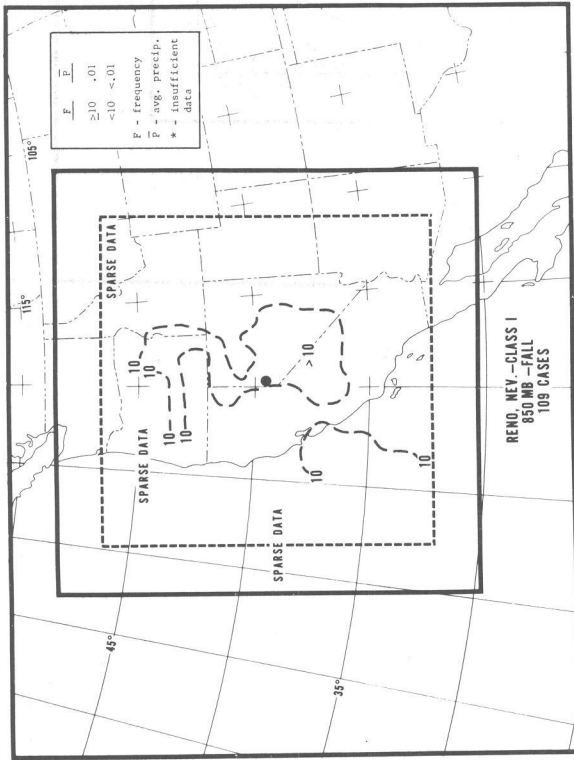 105°
115°
45°
35°
F P̅
≥10 .01
<10 <.01
F - frequency
P̅ - avg. precip.
* - insufficient
data
SPARSE DATA
SPARSE DATA
SPARSE DATA
10
10
10
10
>10
10
10
RENO, NEV.-CLASS I
850 MB -FALL
109 CASES